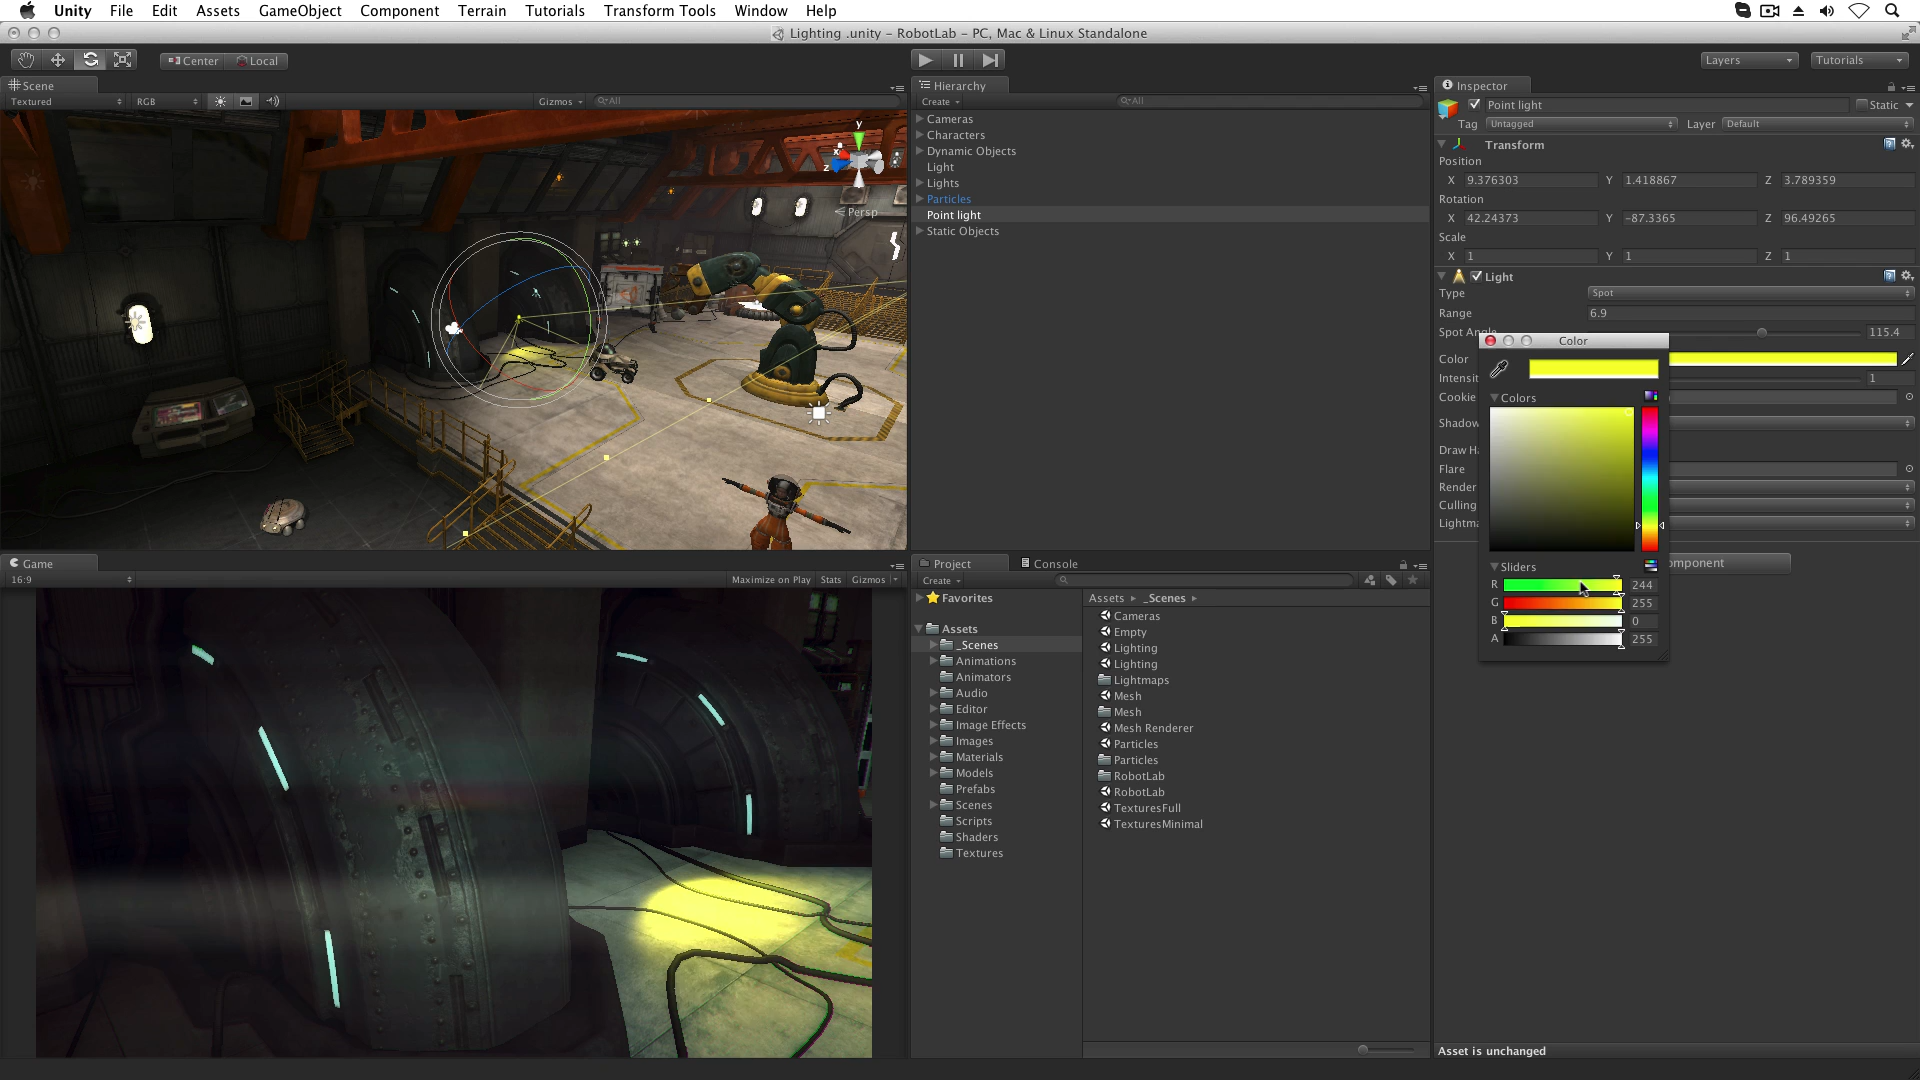 Unity File Edit Assets GameObject Component Terrain Tutorials Transform Tools Window Help
Lighting .unity - RobotLab - PC, Mac & Linux Standalone
Center Local
Layers
Tutorials
Scene
Textured RGB Gizmos All
y
x
z
Persp
Game
16:9 Maximize on Play Stats Gizmos
Hierarchy
Create All
Cameras
Characters
Dynamic Objects
Light
Lights
Particles
Point light
Static Objects
Project Console
Create
Favorites
Assets
_Scenes
Animations
Animators
Audio
Editor
Image Effects
Images
Materials
Models
Prefabs
Scenes
Scripts
Shaders
Textures
Assets _Scenes
Cameras
Empty
Lighting
Lighting
Lightmaps
Mesh
Mesh
Mesh Renderer
Particles
Particles
RobotLab
RobotLab
TexturesFull
TexturesMinimal
Inspector
Point light Static
Tag Untagged Layer Default
Transform
Position
X 9.376303 Y 1.418867 Z 3.789359
Rotation
X 42.24373 Y -87.3365 Z 96.49265
Scale
X 1 Y 1 Z 1
Light
Type Spot
Range 6.9
Spot Angle 115.4
Color
Intensit 1
Cookie
Shadow
Draw Ha
Flare
Render
Culling
Lightma
omponent
Color
Colors
Sliders
R 244
G 255
B 0
A 255
Asset is unchanged